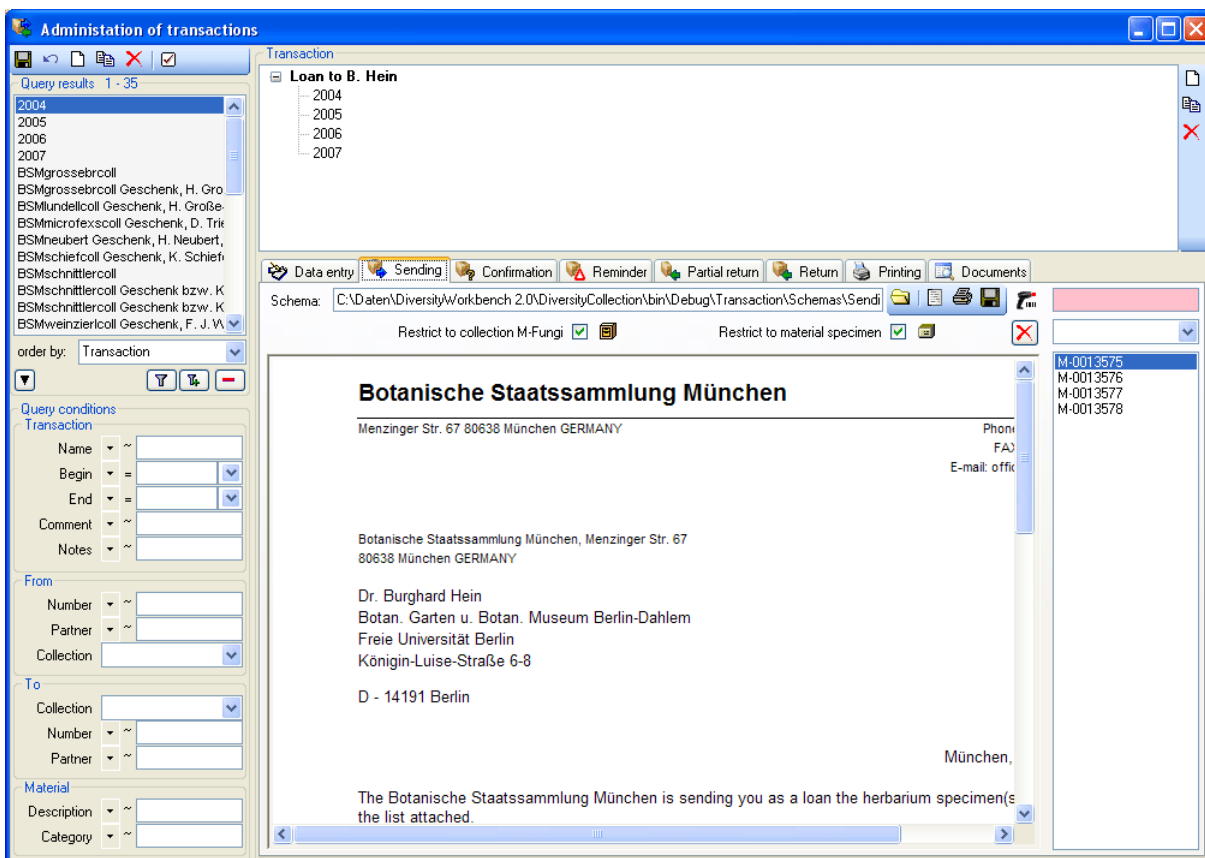 Administation of transactions
Query results 1 - 35
2004
2005
2006
2007
BSMgrossebrcoll
BSMgrossebrcoll Geschenk, H. Gro
BSMlundellcoll Geschenk, H. Große-
BSMmicrofexscoll Geschenk, D. Trie
BSMneubert Geschenk, H. Neubert,
BSMschiefcoll Geschenk, K. Schiefe
BSMschnittlercoll
BSMschnittlercoll Geschenk bzw. K
BSMschnittlercoll Geschenk bzw. K
BSMweinzierlcoll Geschenk, F. J. W
order by: Transaction
Query conditions
Transaction
Name ~
Begin =
End =
Comment ~
Notes ~
From
Number ~
Partner ~
Collection
To
Collection
Number ~
Partner ~
Material
Description ~
Category ~
Transaction
Loan to B. Hein
2004
2005
2006
2007
Data entry Sending Confirmation Reminder Partial return Return Printing Documents
Schema: C:\Daten\DiversityWorkbench 2.0\DiversityCollection\bin\Debug\Transaction\Schemas\Sendi
Restrict to collection M-Fungi Restrict to material specimen
Botanische Staatssammlung München
Menzinger Str. 67 80638 München GERMANY Phone
FAX
E-mail: offic
Botanische Staatssammlung München, Menzinger Str. 67
80638 München GERMANY
Dr. Burghard Hein
Botan. Garten u. Botan. Museum Berlin-Dahlem
Freie Universität Berlin
Königin-Luise-Straße 6-8
D - 14191 Berlin
München,
The Botanische Staatssammlung München is sending you as a loan the herbarium specimen(s
the list attached.
M-0013575
M-0013576
M-0013577
M-0013578